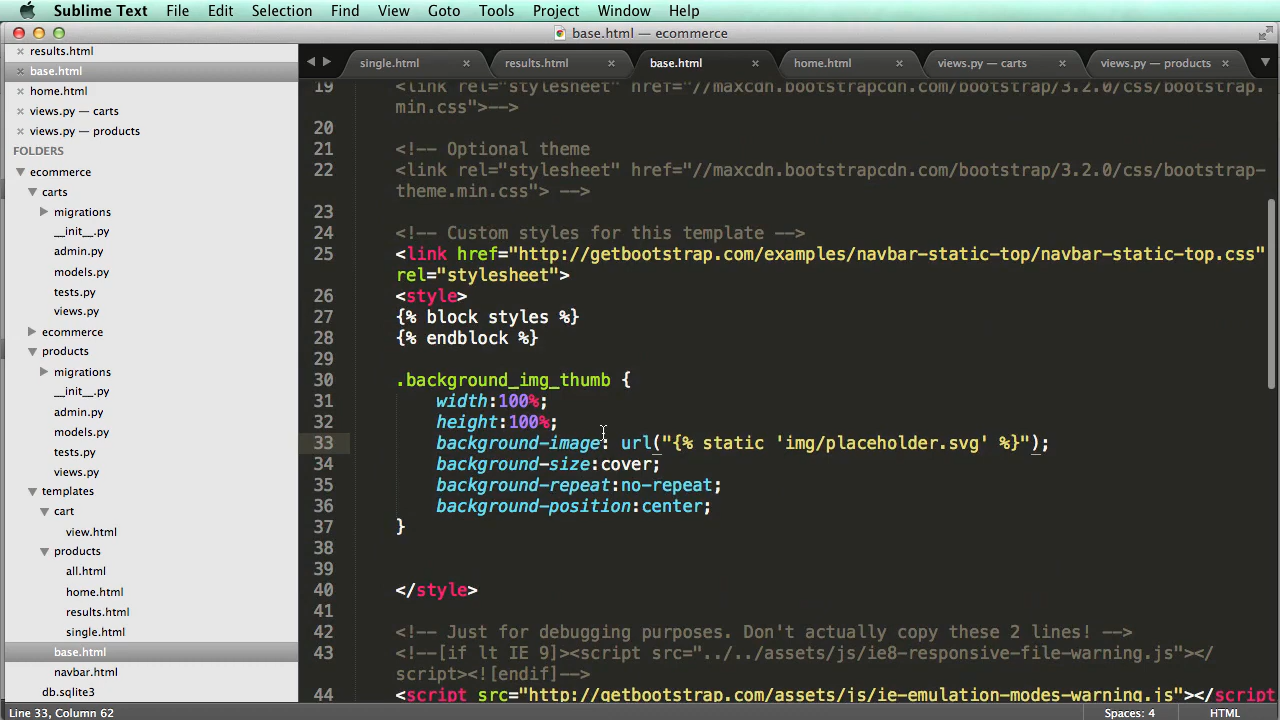 Sublime Text File Edit Selection Find View Goto Tools Project Window Help
base.html — ecommerce
results.html
base.html
home.html
views.py — carts
views.py — products
FOLDERS
ecommerce
carts
migrations
__init__.py
admin.py
models.py
tests.py
views.py
ecommerce
products
migrations
__init__.py
admin.py
models.py
tests.py
views.py
templates
cart
view.html
products
all.html
home.html
results.html
single.html
base.html
navbar.html
db.sqlite3
single.html results.html base.html home.html views.py — carts views.py — products
19 <link rel="stylesheet" href="//maxcdn.bootstrapcdn.com/bootstrap/3.2.0/css/bootstrap.
min.css">-->
20
21 <!-- Optional theme
22 <link rel="stylesheet" href="//maxcdn.bootstrapcdn.com/bootstrap/3.2.0/css/bootstrap-
theme.min.css"> -->
23
24 <!-- Custom styles for this template -->
25 <link href="http://getbootstrap.com/examples/navbar-static-top/navbar-static-top.css"
rel="stylesheet">
26 <style>
27 {% block styles %}
28 {% endblock %}
29
30 .background_img_thumb {
31 width:100%;
32 height:100%;
33 background-image: url("{% static 'img/placeholder.svg' %}");
34 background-size:cover;
35 background-repeat:no-repeat;
36 background-position:center;
37 }
38
39
40 </style>
41
42 <!-- Just for debugging purposes. Don't actually copy these 2 lines! -->
43 <!--[if lt IE 9]><script src="../../assets/js/ie8-responsive-file-warning.js"></
script><![endif]-->
44 <script src="http://getbootstrap.com/assets/js/ie-emulation-modes-warning.js"></script
Line 33, Column 62 Spaces: 4 HTML